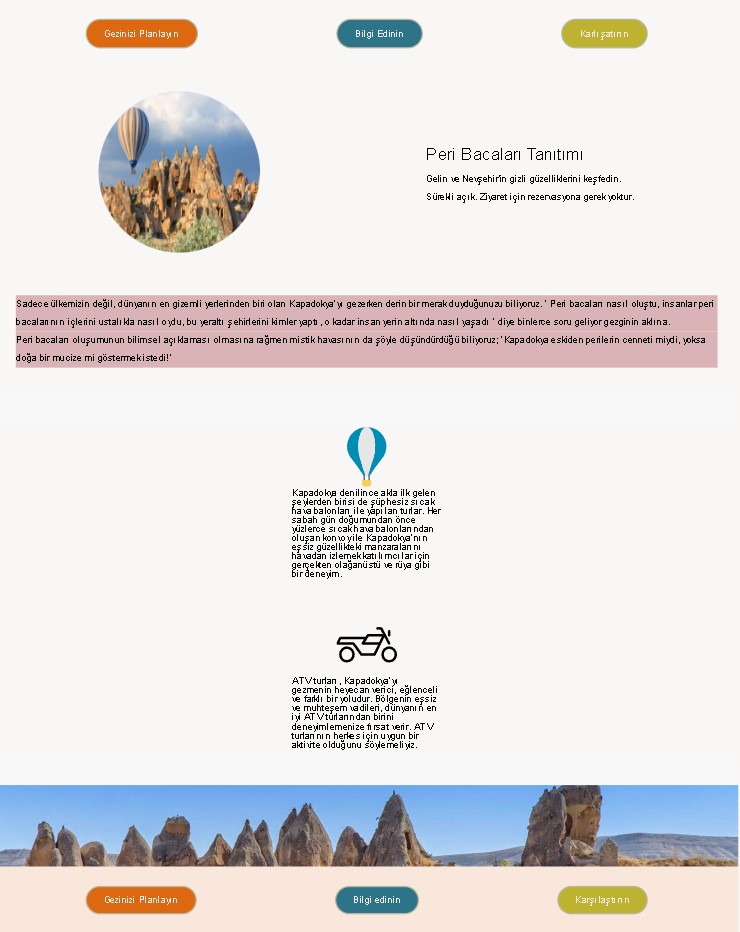 Gezinizi Planlayın
Bilgi Edinin
Karlışatırın
Peri Bacaları Tanıtımı
Gelin ve Nevşehir'in gizli güzelliklerini keşfedin.
Sürekli açık. Ziyaret için rezervasyona gerek yoktur.
Sadece ülkemizin değil, dünyanın en gizemli yerlerinden biri olan Kapadokya'yı gezerken derin bir merak duyduğunuzu biliyoruz. ' Peri bacaları nasıl oluştu, insanlar peri
bacalarının içlerini ustalıkla nasıl oydu, bu yeraltı şehirlerini kimler yaptı, o kadar insan yerin altında nasıl yaşadı ' diye binlerce soru geliyor gezginin aklına.
Peri bacaları oluşumunun bilimsel açıklaması olmasına rağmen mistik havasının da şöyle düşündürdüğü biliyoruz; 'Kapadokya eskiden perilerin cenneti miydi, yoksa
doğa bir mucize mi göstermek istedi!'
Kapadokya denilince akla ilk gelen
şeylerden birisi de şüphesiz sıcak
hava balonları ile yapılan turlar. Her
sabah gün doğumundan önce
yüzlerce sıcak hava balonlarından
oluşan konvoy ile Kapadokya'nın
eşsiz güzellikteki manzaralarını
havadan izlemek katılımcılar için
gerçekten olağanüstü ve rüya gibi
bir deneyim.
ATV turları, Kapadokya'yı
gezmenin heyecan verici, eğlenceli
ve farklı bir yoludur. Bölgenin eşsiz
ve muhteşem vadileri, dünyanın en
iyi ATV turlarından birini
deneyimlemenize fırsat verir. ATV
turlarının herkes için uygun bir
aktivite olduğunu söylemeliyiz.
Gezinizi Planlayın
Bilgi edinin
Karşılaştırın